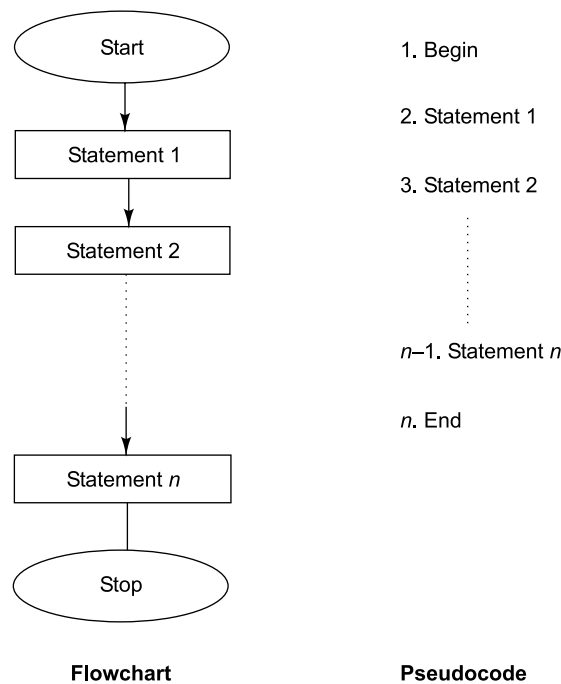 Start
Statement 1
Statement 2
Statement n
Stop
Flowchart
1. Begin
2. Statement 1
3. Statement 2
n–1. Statement n
n. End
Pseudocode